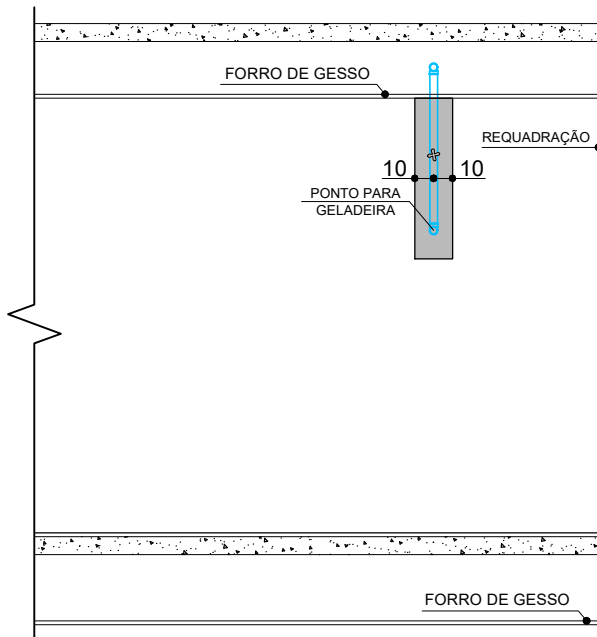 FORRO DE GESSO
REQUADRAÇÃO
10
10
PONTO PARA
GELADEIRA
FORRO DE GESSO